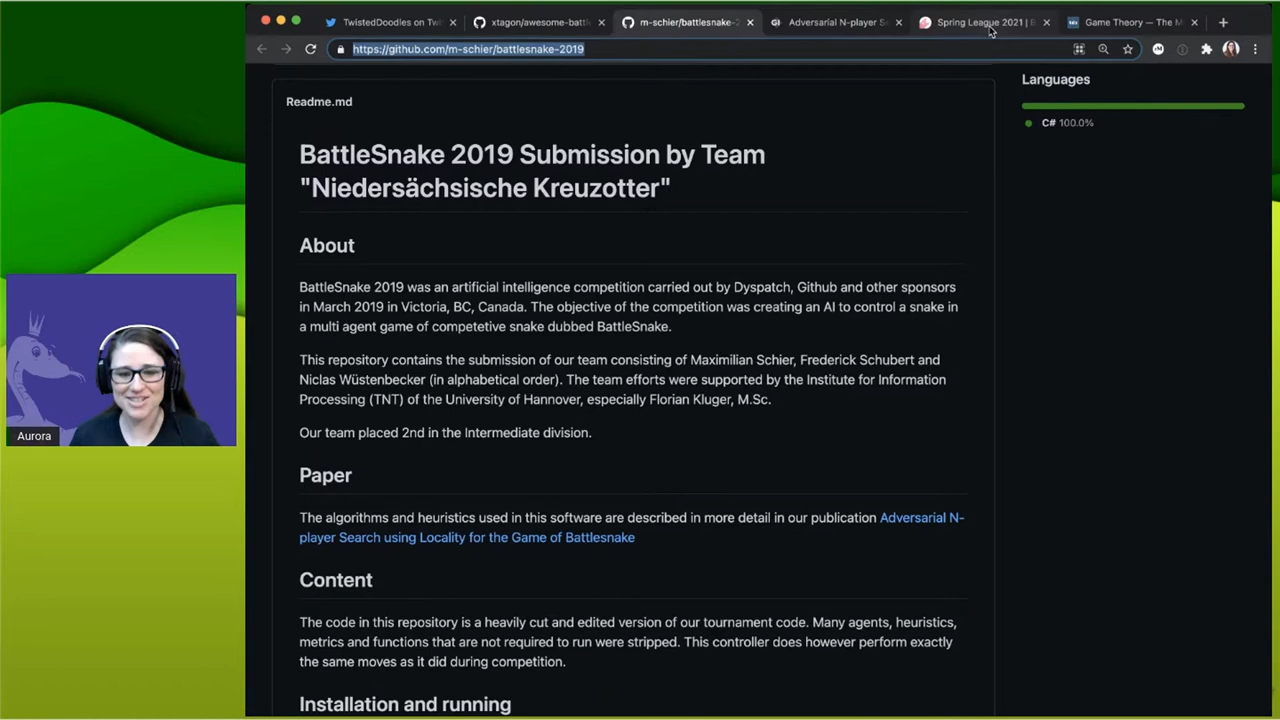 TwistedDoodles on Tw
xtagon/awesome-battl
m-schier/battlesnake-2
Adversarial N-player Se
Spring League 2021 | B
Game Theory — The M
https://github.com/m-schier/battlesnake-2019
Readme.md
Languages
C# 100.0%
BattleSnake 2019 Submission by Team
"Niedersächsische Kreuzotter"
About
BattleSnake 2019 was an artificial intelligence competition carried out by Dyspatch, Github and other sponsors
in March 2019 in Victoria, BC, Canada. The objective of the competition was creating an AI to control a snake in
a multi agent game of competetive snake dubbed BattleSnake.
This repository contains the submission of our team consisting of Maximilian Schier, Frederick Schubert and
Niclas Wüstenbecker (in alphabetical order). The team efforts were supported by the Institute for Information
Processing (TNT) of the University of Hannover, especially Florian Kluger, M.Sc.
Our team placed 2nd in the Intermediate division.
Paper
The algorithms and heuristics used in this software are described in more detail in our publication Adversarial N-
player Search using Locality for the Game of Battlesnake
Content
The code in this repository is a heavily cut and edited version of our tournament code. Many agents, heuristics,
metrics and functions that are not required to run were stripped. This controller does however perform exactly
the same moves as it did during competition.
Installation and running
Aurora